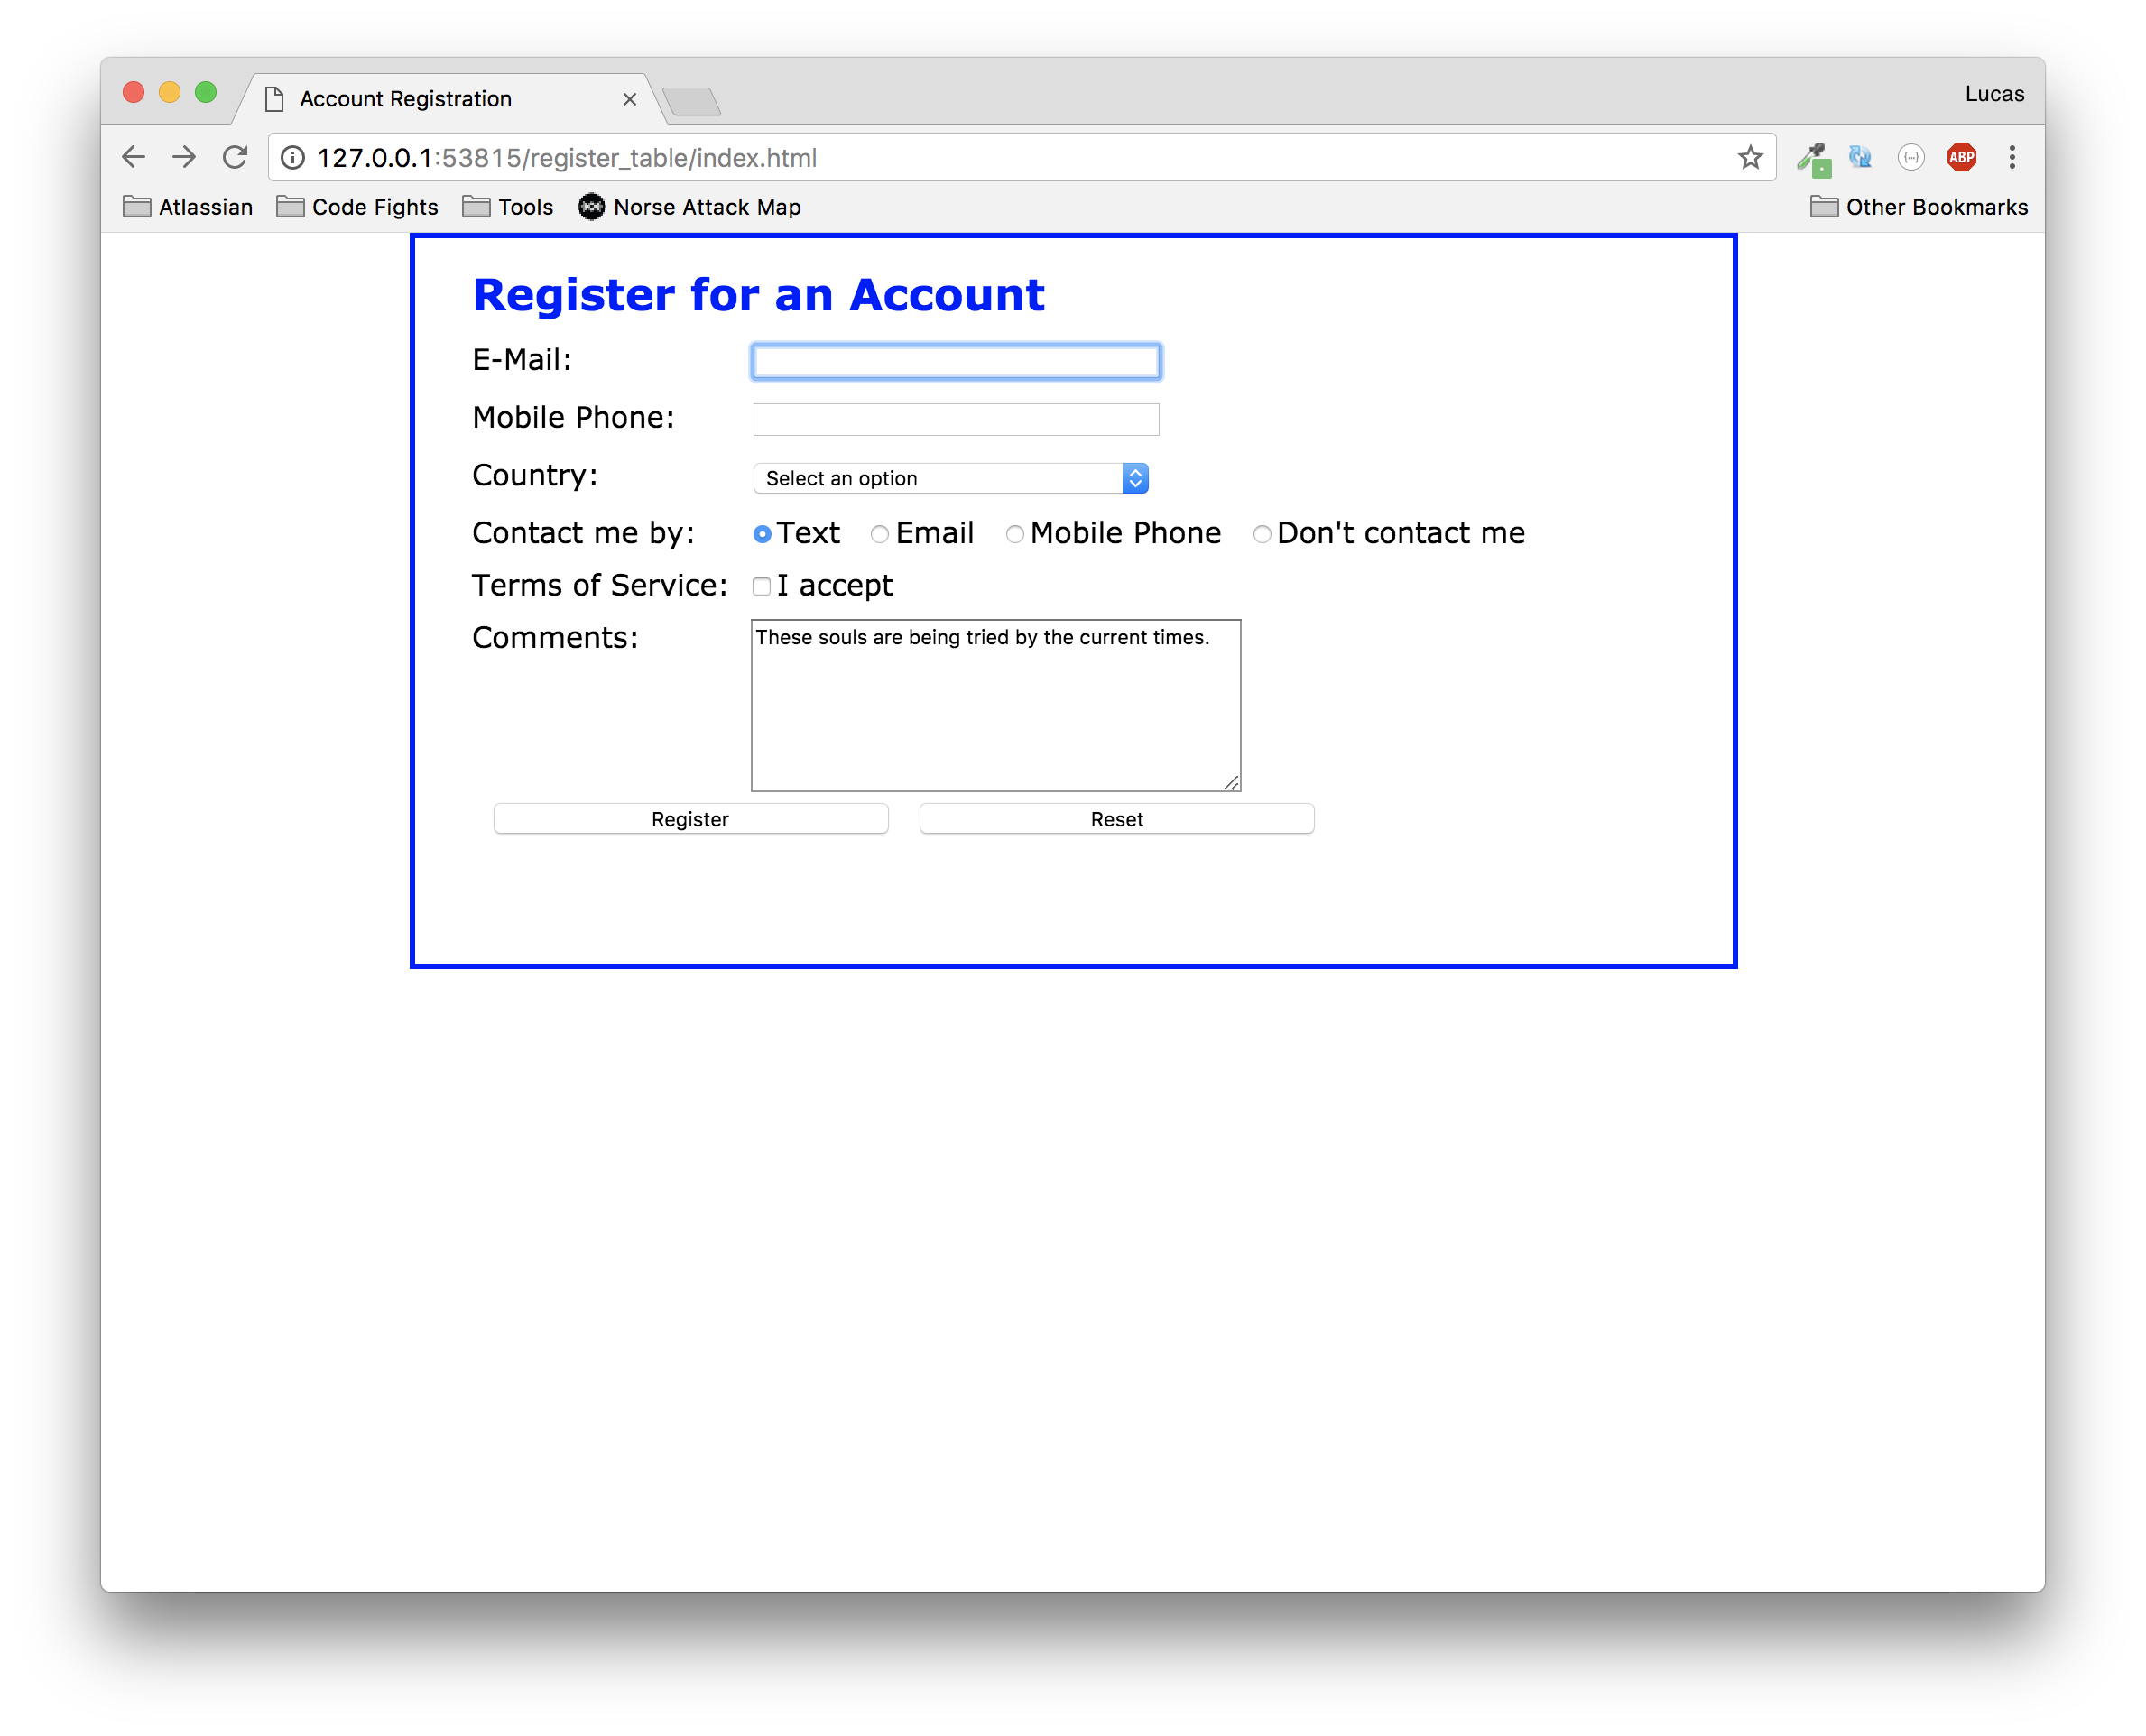 Account Registration
Lucas
127.0.0.1:53815/register_table/index.html
ABP
Atlassian Code Fights Tools Norse Attack Map Other Bookmarks
Register for an Account
E-Mail:
Mobile Phone:
Country: Select an option
Contact me by: Text Email Mobile Phone Don't contact me
Terms of Service: I accept
Comments: These souls are being tried by the current times.
Register Reset